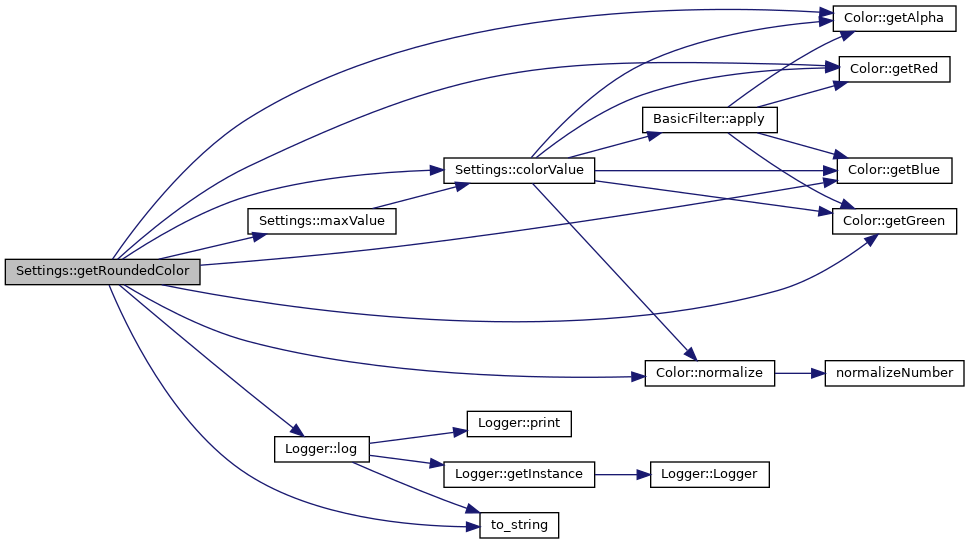 Color::getAlpha
Color::getRed
BasicFilter::apply
Settings::colorValue
Color::getBlue
Settings::maxValue
Color::getGreen
Settings::getRoundedColor
Color::normalize
normalizeNumber
Logger::print
Logger::log
Logger::getInstance
Logger::Logger
to_string